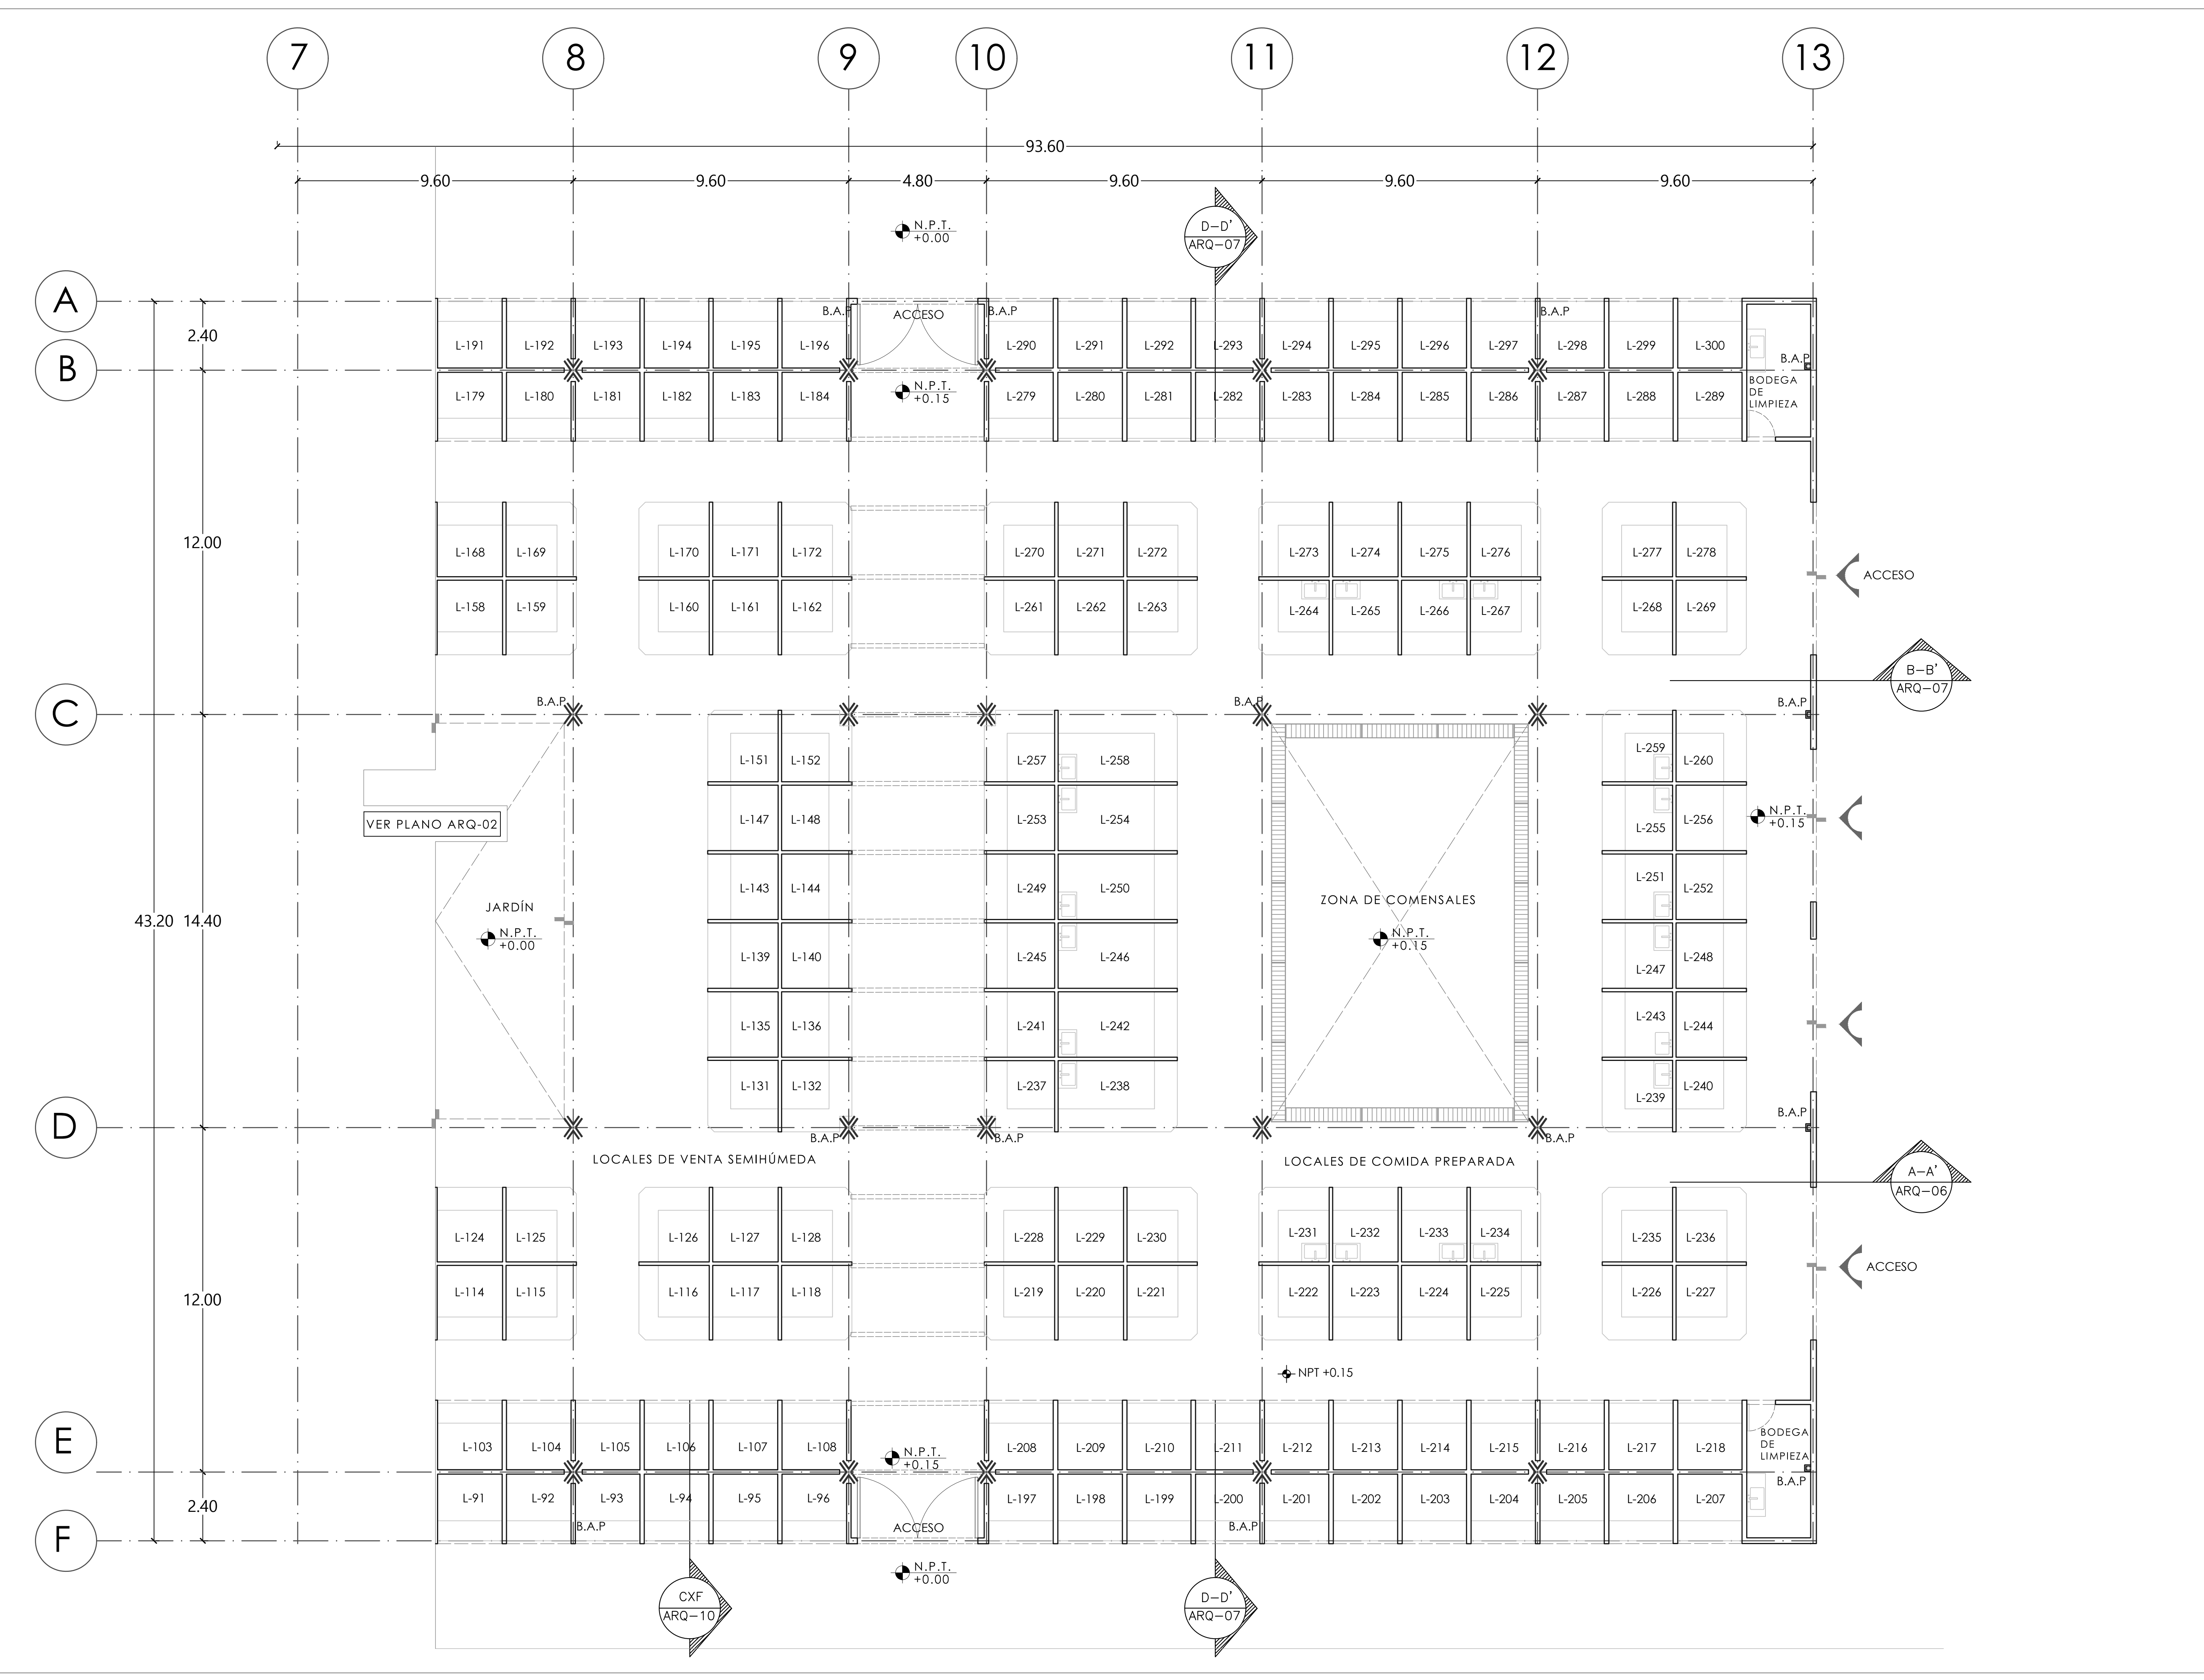 7 8 9 10 11 12 13
93.60
9.60 9.60 4.80 9.60 9.60 9.60
N.P.T.
+0.00
D-D'
ARQ-07
A
B.A.P ACCESO B.A.P B.A.P
2.40
L-191 L-192 L-193 L-194 L-195 L-196 L-290 L-291 L-292 L-293 L-294 L-295 L-296 L-297 L-298 L-299 L-300
B.A.P
B
BODEGA
DE
LIMPIEZA
N.P.T.
+0.15
L-179 L-180 L-181 L-182 L-183 L-184 L-279 L-280 L-281 L-282 L-283 L-284 L-285 L-286 L-287 L-288 L-289
12.00
L-168 L-169 L-170 L-171 L-172 L-270 L-271 L-272 L-273 L-274 L-275 L-276 L-277 L-278
ACCESO
L-158 L-159 L-160 L-161 L-162 L-261 L-262 L-263 L-264 L-265 L-266 L-267 L-268 L-269
B-B'
ARQ-07
B.A.P B.A.P B.A.P
C
L-151 L-152 L-257 L-258 L-259 L-260
VER PLANO ARQ-02
L-147 L-148 L-253 L-254 L-255 L-256
N.P.T.
+0.15
L-143 L-144 L-249 L-250 L-251 L-252
JARDÍN
ZONA DE COMENSALES
43.20 14.40
N.P.T.
+0.00
N.P.T.
+0.15
L-139 L-140 L-245 L-246 L-247 L-248
L-135 L-136 L-241 L-242 L-243 L-244
L-131 L-132 L-237 L-238 L-239 L-240
B.A.P
D
B.A.P B.A.P B.A.P
LOCALES DE VENTA SEMIHÚMEDA
LOCALES DE COMIDA PREPARADA
A-A'
ARQ-06
L-124 L-125 L-126 L-127 L-128 L-228 L-229 L-230 L-231 L-232 L-233 L-234 L-235 L-236
ACCESO
12.00
L-114 L-115 L-116 L-117 L-118 L-219 L-220 L-221 L-222 L-223 L-224 L-225 L-226 L-227
NPT +0.15
E
L-103 L-104 L-105 L-106 L-107 L-108 L-208 L-209 L-210 L-211 L-212 L-213 L-214 L-215 L-216 L-217 L-218
BODEGA
DE
LIMPIEZA
N.P.T.
+0.15
B.A.P
2.40
L-91 L-92 L-93 L-94 L-95 L-96 L-197 L-198 L-199 L-200 L-201 L-202 L-203 L-204 L-205 L-206 L-207
B.A.P ACCESO B.A.P
F
N.P.T.
+0.00
CXF
ARQ-10
D-D'
ARQ-07